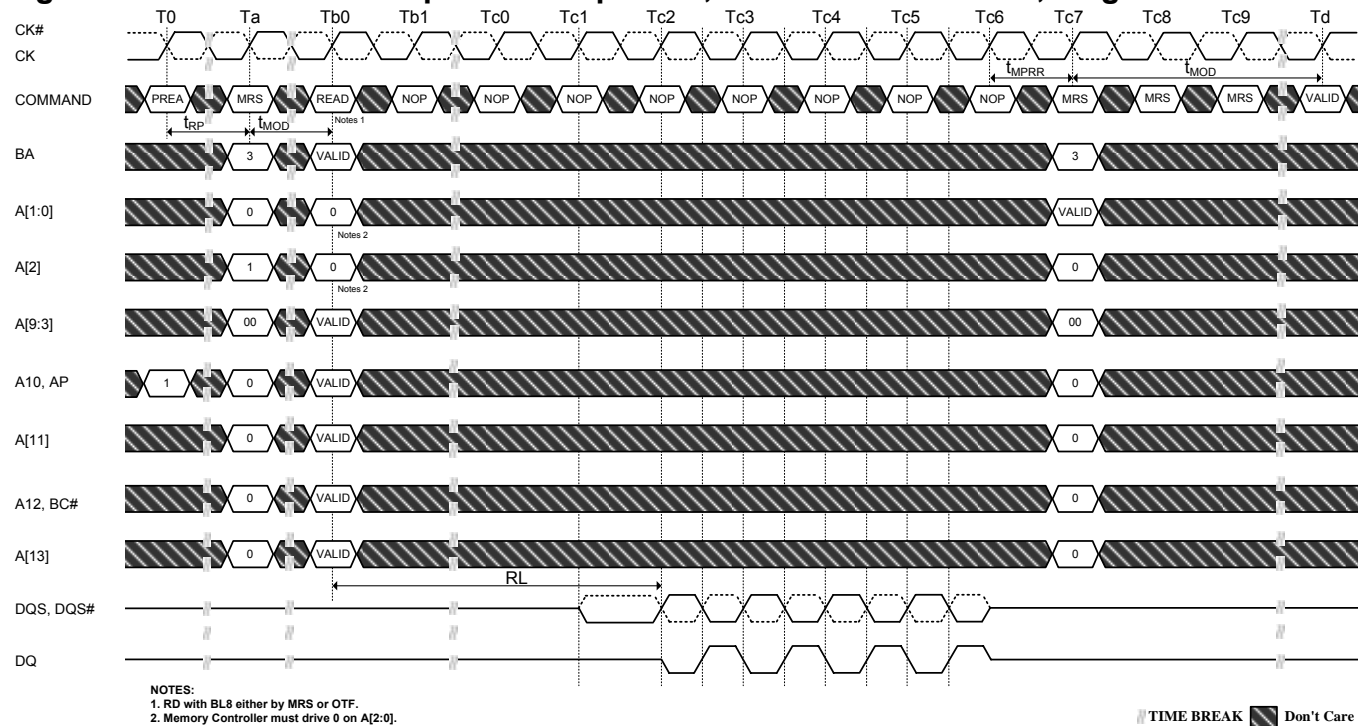 T0 Ta Tb0 Tb1 Tc0 Tc1 Tc2 Tc3 Tc4 Tc5 Tc6 Tc7 Tc8 Tc9 Td
CK#
CK
tMPRR tMOD
COMMAND PREA MRS READ NOP NOP NOP NOP NOP NOP NOP NOP MRS MRS MRS VALID
tRP tMOD Notes 1
BA 3 VALID 3
A[1:0] 0 0 VALID
Notes 2
A[2] 1 0 0
Notes 2
A[9:3] 00 VALID 00
A10, AP 1 0 VALID 0
A[11] 0 VALID 0
A12, BC# 0 VALID 0
A[13] 0 VALID 0
RL
DQS, DQS#
DQ
NOTES:
1. RD with BL8 either by MRS or OTF.
2. Memory Controller must drive 0 on A[2:0].
TIME BREAK Don't Care